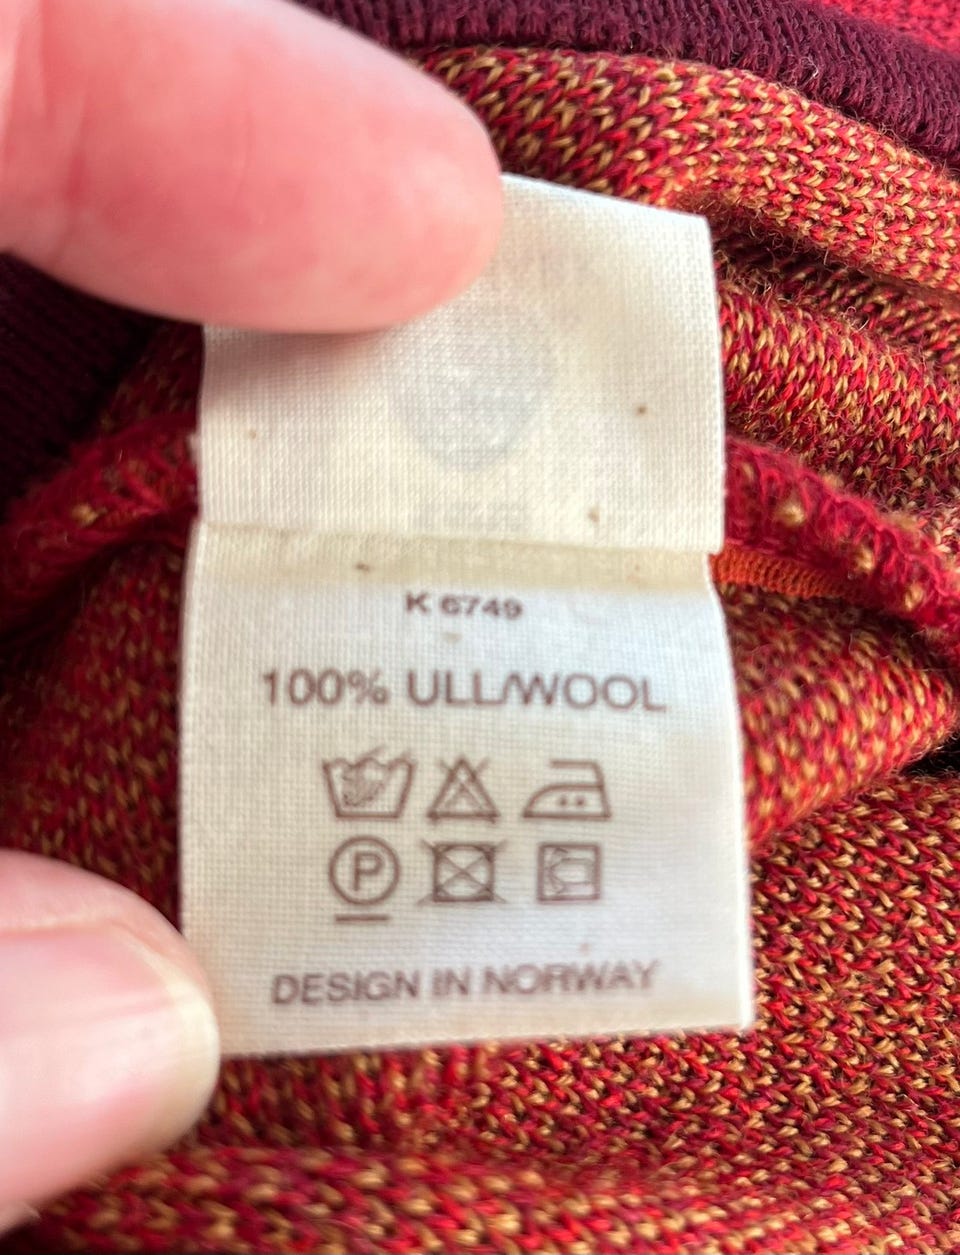 K 6749
100% ULL/WOOL
P
DESIGN IN NORWAY